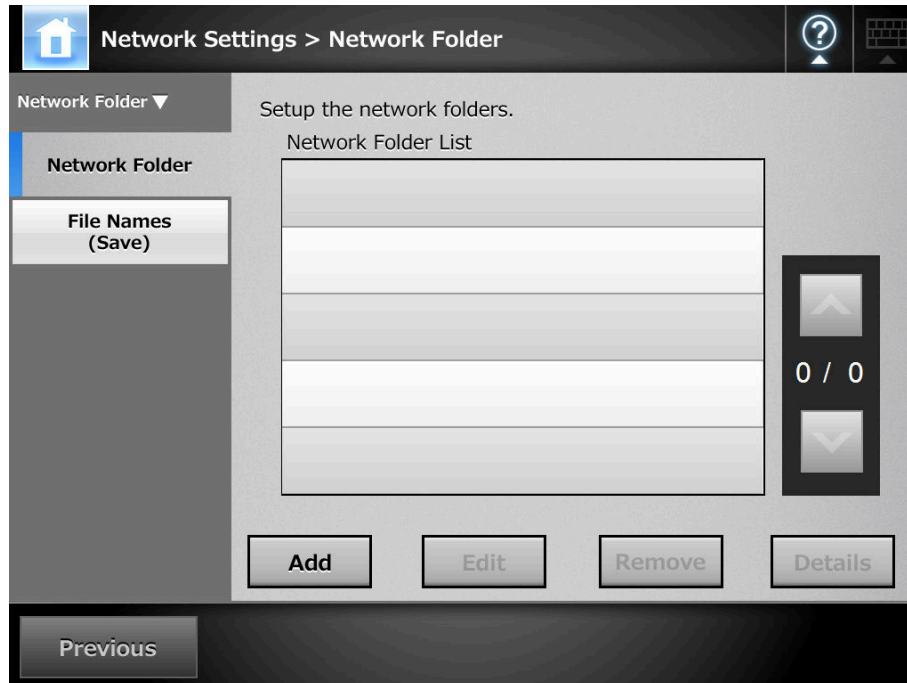 Network Settings > Network Folder
?
Network Folder ▼
Network Folder
File Names
(Save)
Setup the network folders.
Network Folder List
0 / 0
Add
Edit
Remove
Details
Previous